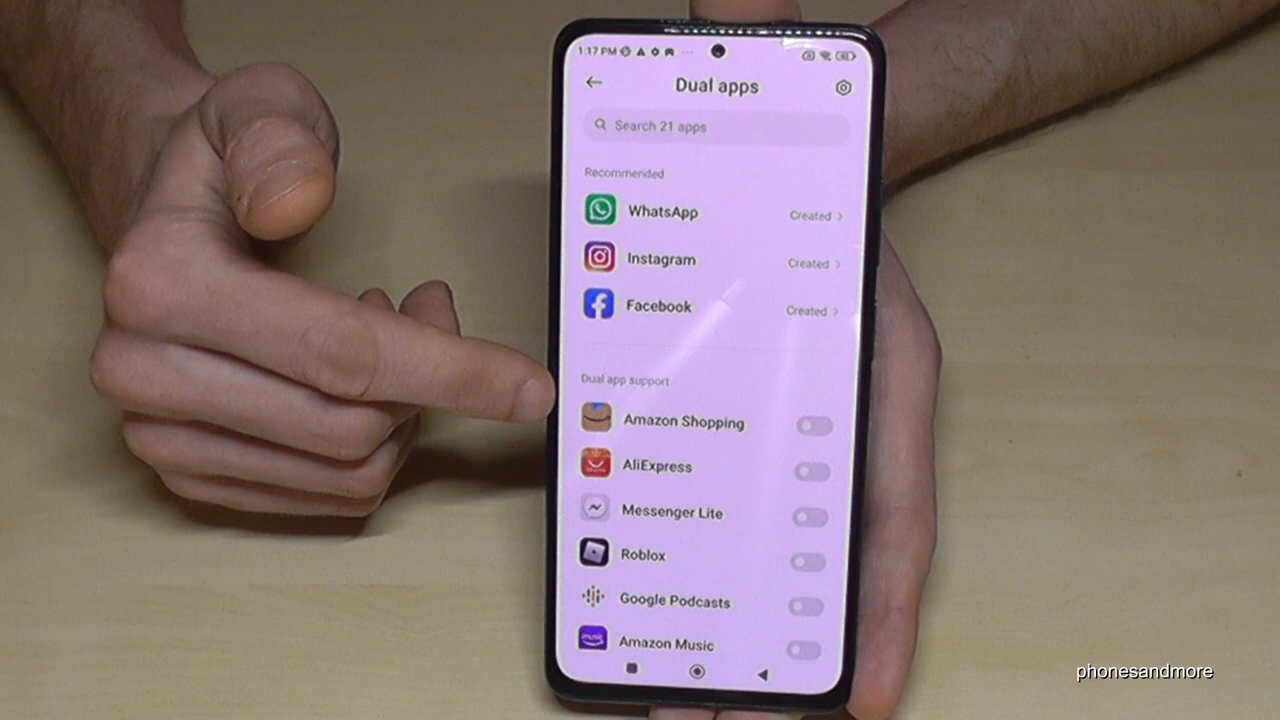 1:17 PM
Dual apps
Search 21 apps
Recommended
WhatsApp Created
Instagram Created
Facebook Created
Dual app support
Amazon Shopping
AliExpress
Messenger Lite
Roblox
Google Podcasts
music Amazon Music
phonesandmore